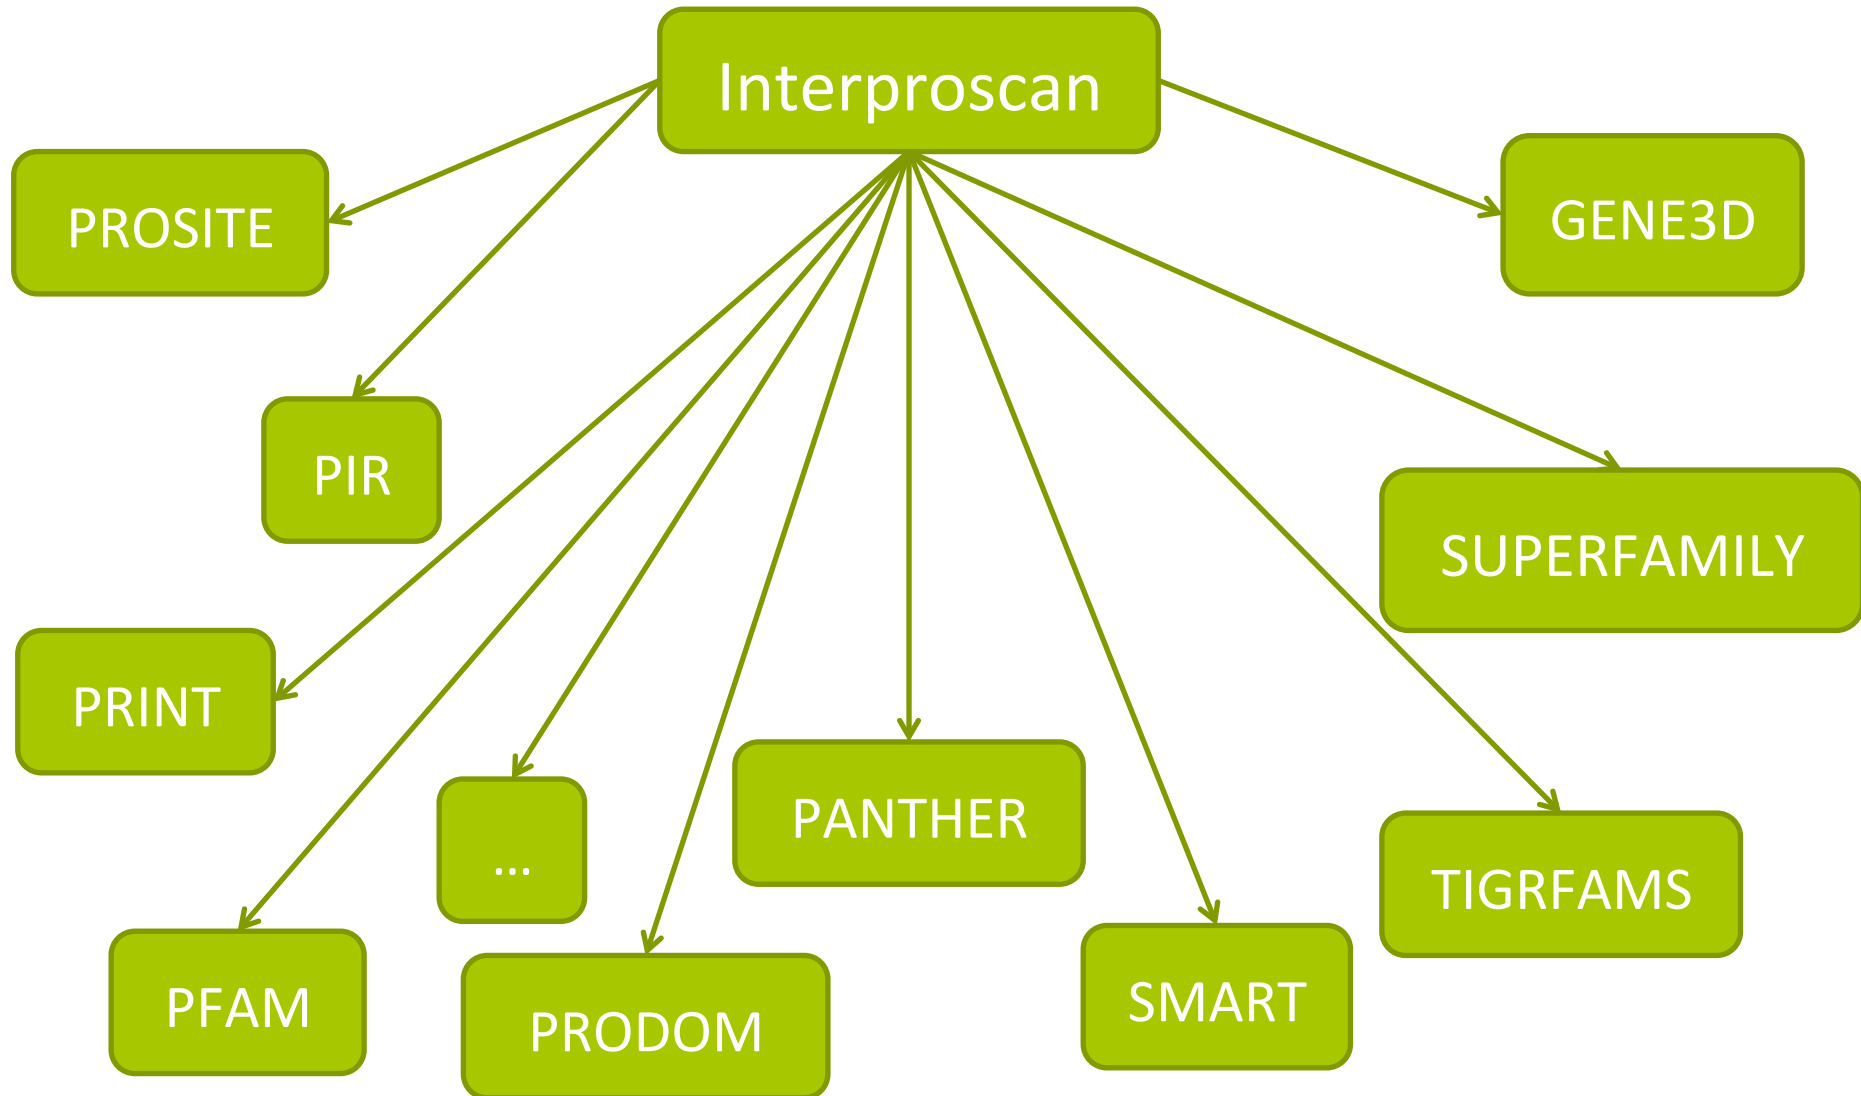 Interproscan
PROSITE
GENE3D
PIR
SUPERFAMILY
PRINT
PANTHER
...
TIGRFAMS
PFAM
PRODOM
SMART